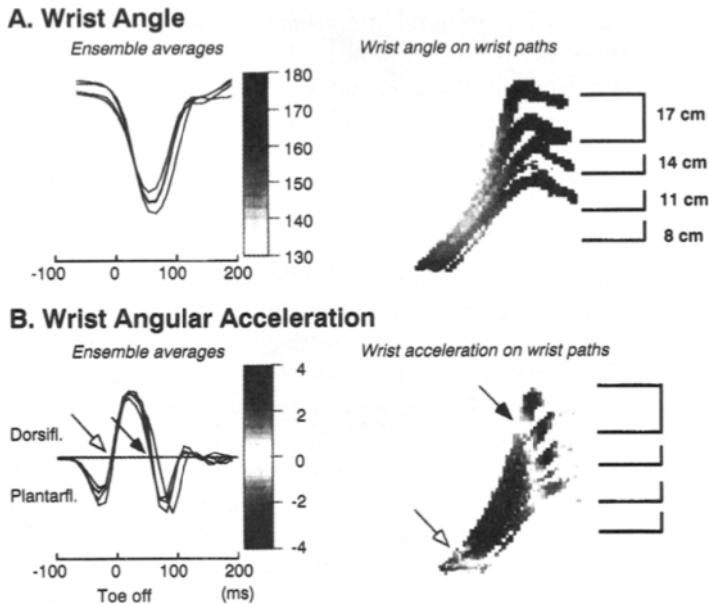 A. Wrist Angle
Ensemble averages
Wrist angle on wrist paths
180
170
160
150
140
130
-100 0 100 200
17 cm
14 cm
11 cm
8 cm
B. Wrist Angular Acceleration
Ensemble averages
Wrist acceleration on wrist paths
Dorsifl.
Plantarfl.
4
2
0
-2
-4
-100 0 100 200
Toe off (ms)